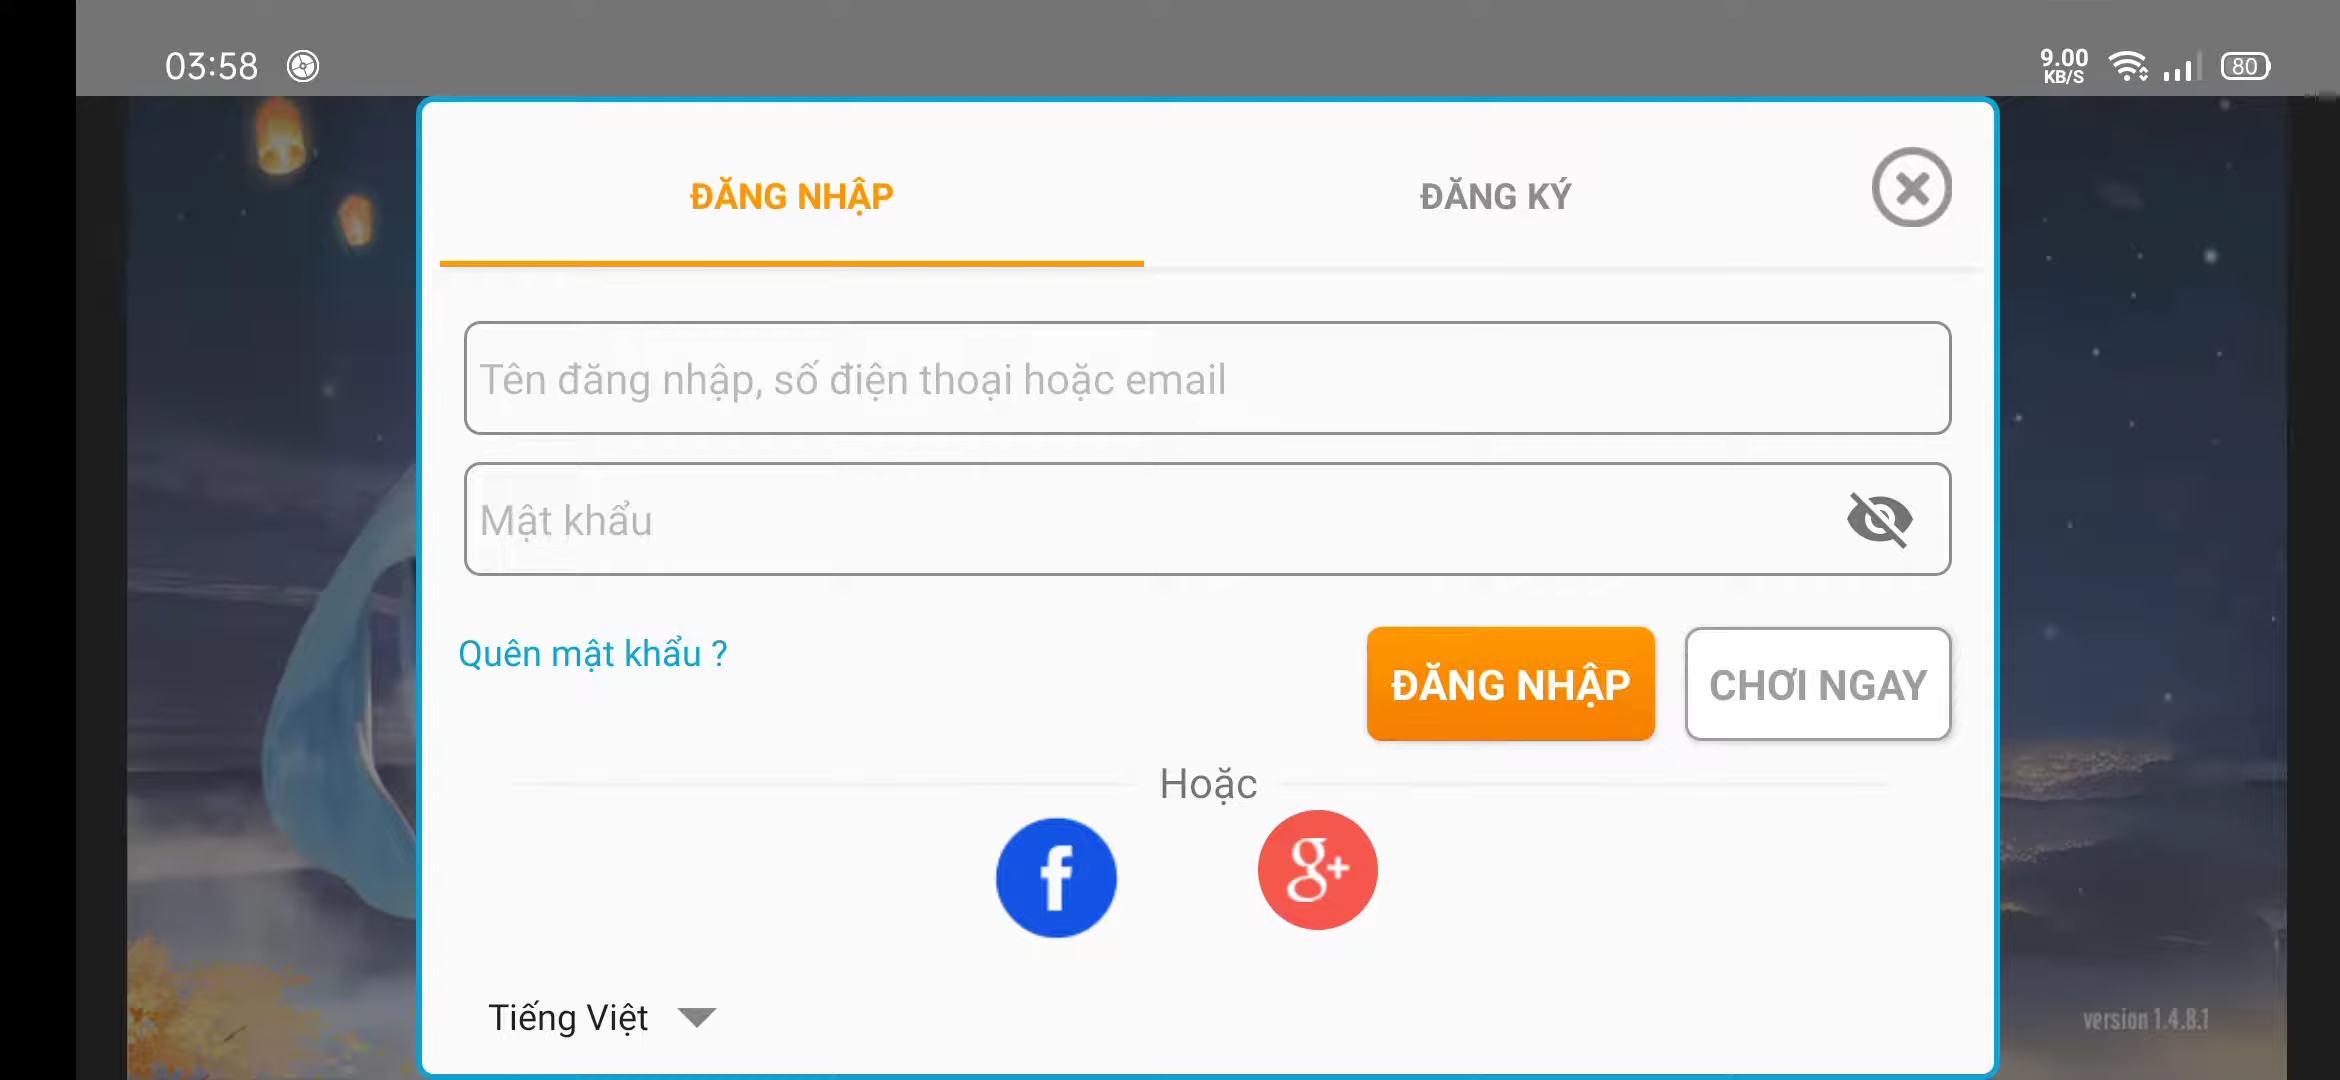 03:58
9.00
KB/S
80
ĐĂNG NHẬP
ĐĂNG KÝ
Tên đăng nhập, số điện thoại hoặc email
Mật khẩu
Quên mật khẩu ?
ĐĂNG NHẬP
CHƠI NGAY
Hoặc
f
g+
Tiếng Việt
version 1.4.8.1